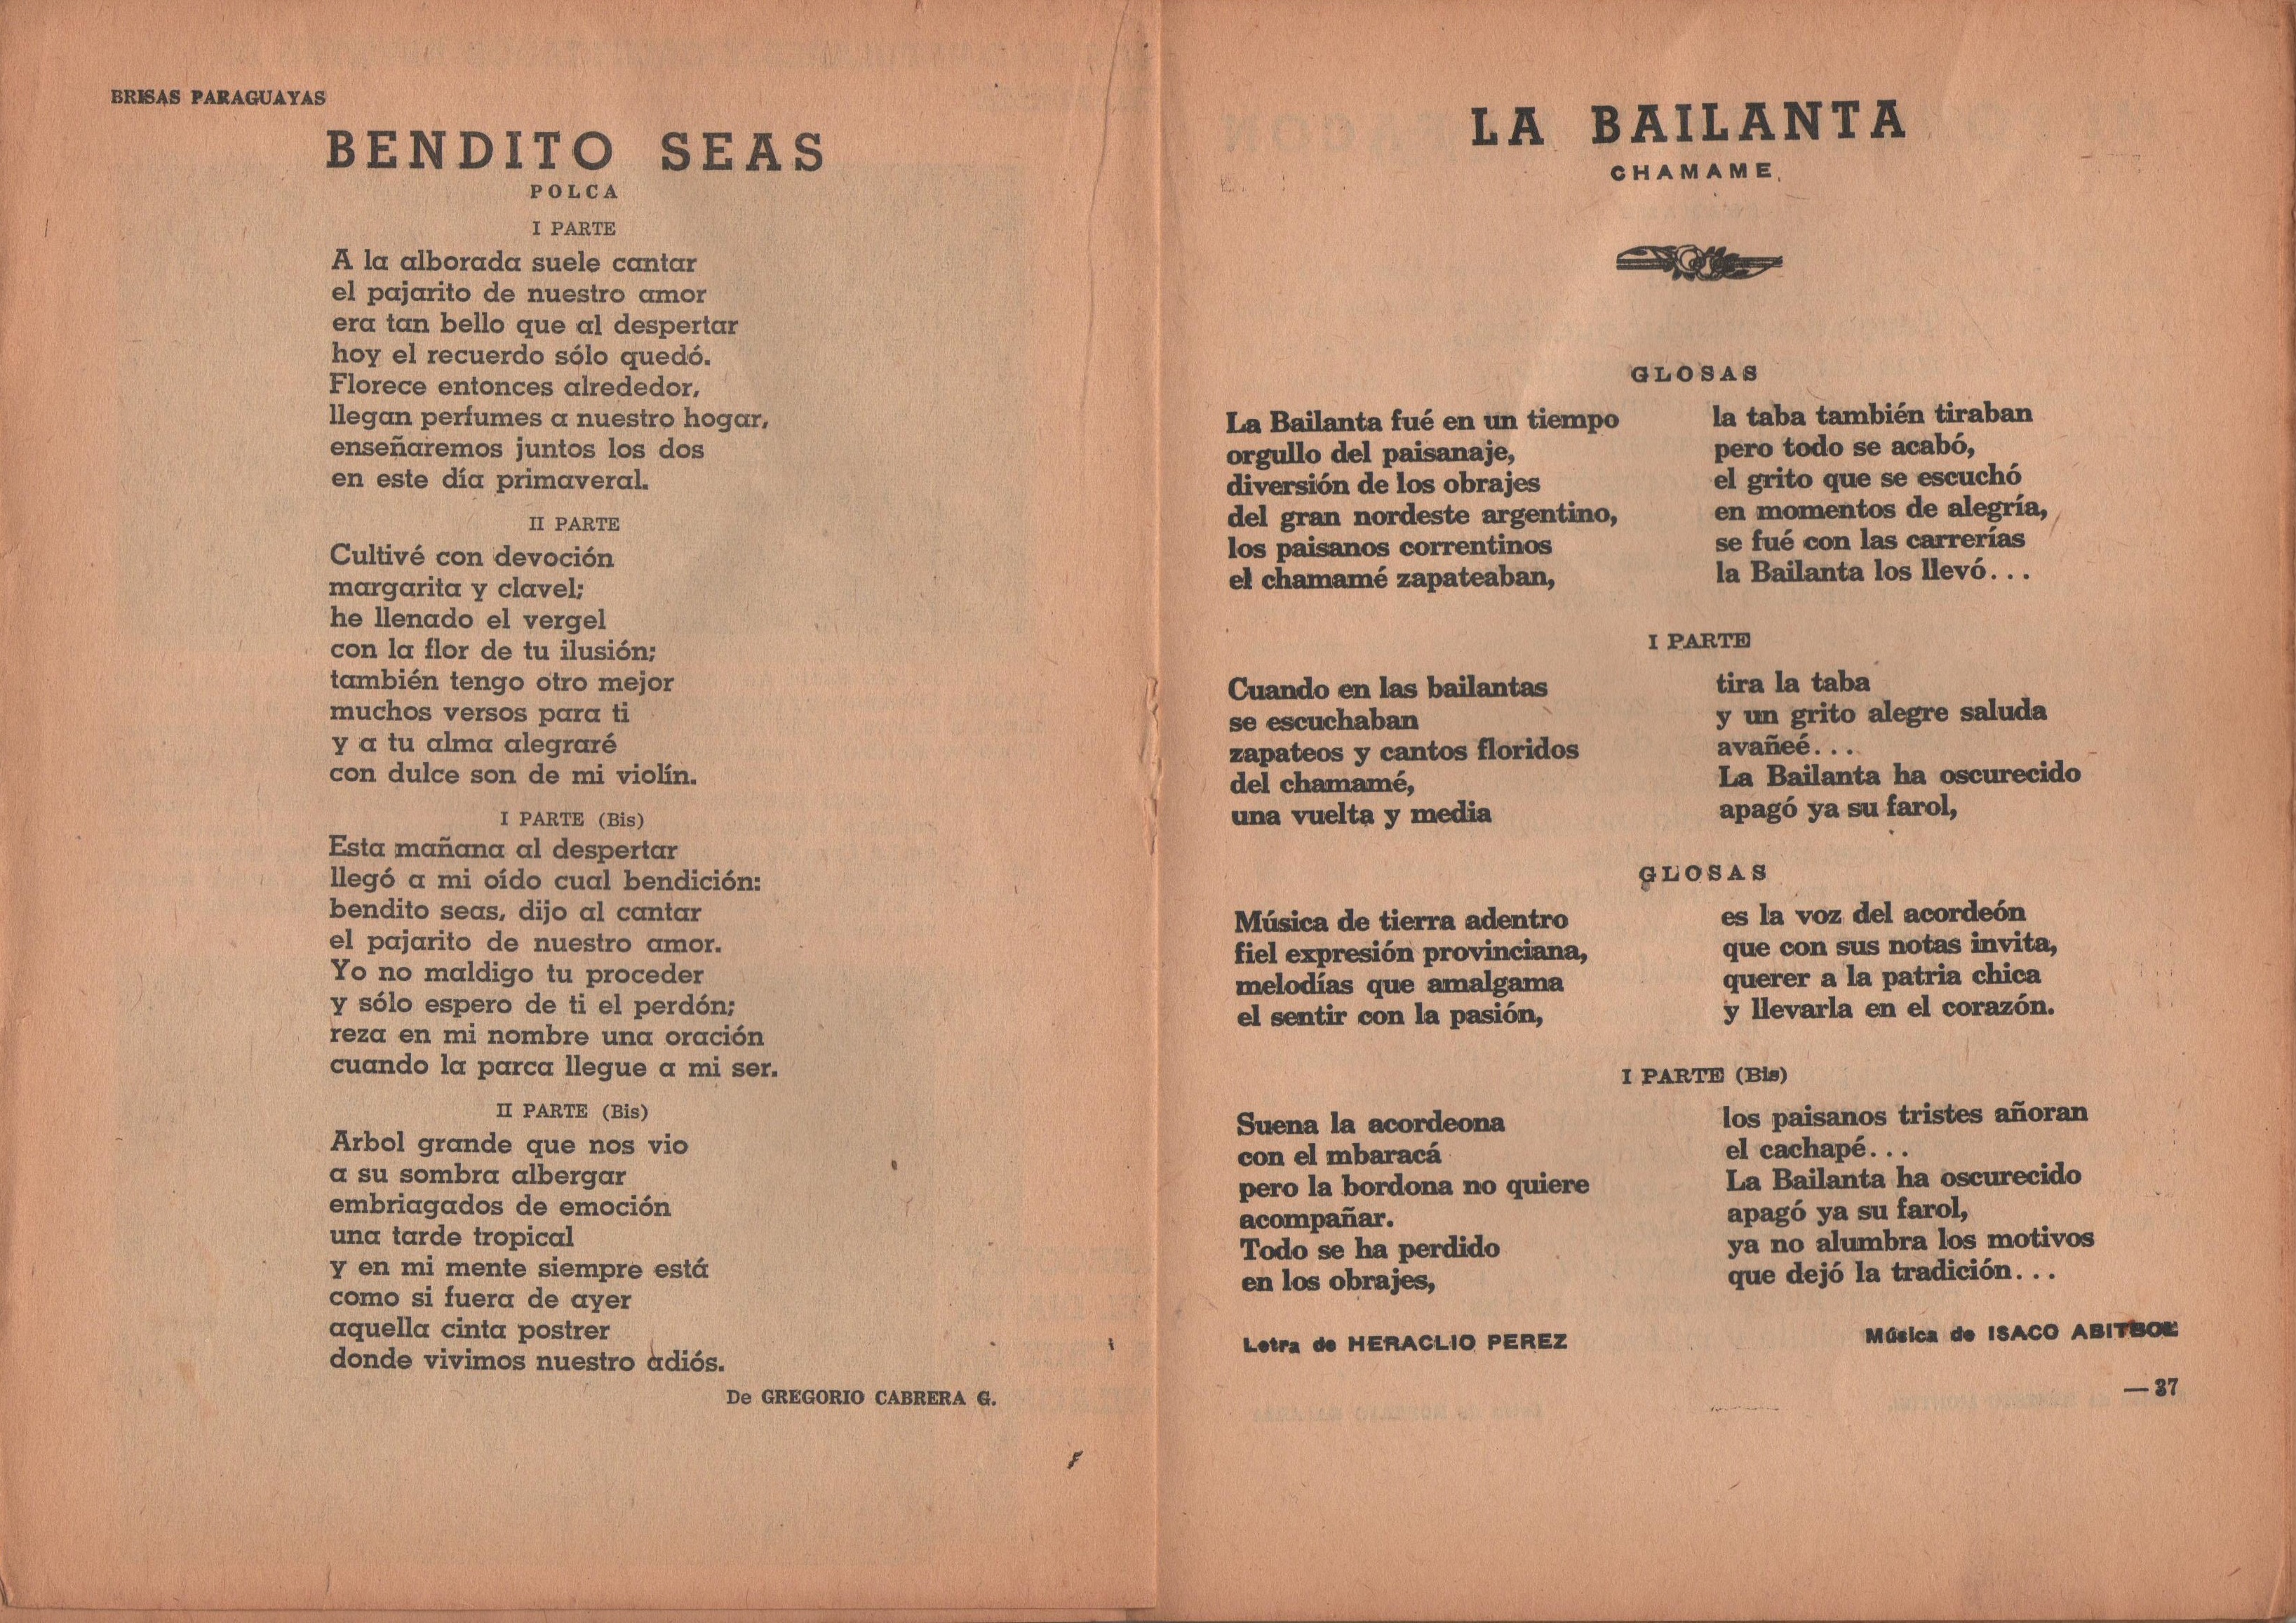 BRISAS PARAGUAYAS
BENDITO SEAS
POLCA
I PARTE
A la alborada suele cantar
el pajarito de nuestro amor
era tan bello que al despertar
hoy el recuerdo sólo quedó.
Florece entonces alrededor,
llegan perfumes a nuestro hogar,
enseñaremos juntos los dos
en este día primaveral.
II PARTE
Cultivé con devoción
margarita y clavel;
he llenado el vergel
con la flor de tu ilusión;
también tengo otro mejor
muchos versos para ti
y a tu alma alegraré
con dulce son de mi violín.
I PARTE (Bis)
Esta mañana al despertar
llegó a mi oído cual bendición:
bendito seas, dijo al cantar
el pajarito de nuestro amor.
Yo no maldigo tu proceder
y sólo espero de ti el perdón;
reza en mi nombre una oración
cuando la parca llegue a mi ser.
II PARTE (Bis)
Arbol grande que nos vio
a su sombra albergar
embriagados de emoción
una tarde tropical
y en mi mente siempre está
como si fuera de ayer
aquella cinta postrer
donde vivimos nuestro adiós.
De GREGORIO CABRERA G.
LA BAILANTA
CHAMAME
GLOSAS
La Bailanta fué en un tiempo
orgullo del paisanaje,
diversión de los obrajes
del gran nordeste argentino,
los paisanos correntinos
el chamamé zapateaban,
la taba también tiraban
pero todo se acabó,
el grito que se escuchó
en momentos de alegría,
se fué con las carrerías
la Bailanta los llevó...
I PARTE
Cuando en las bailantas
se escuchaban
zapateos y cantos floridos
del chamamé,
una vuelta y media
tira la taba
y un grito alegre saluda
avañeé...
La Bailanta ha oscurecido
apagó ya su farol,
GLOSAS
Música de tierra adentro
fiel expresión provinciana,
melodías que amalgama
el sentir con la pasión,
es la voz del acordeón
que con sus notas invita,
querer a la patria chica
y llevarla en el corazón.
I PARTE (Bis)
Suena la acordeona
con el mbaracá
pero la bordona no quiere
acompañar.
Todo se ha perdido
en los obrajes,
los paisanos tristes añoran
el cachapé...
La Bailanta ha oscurecido
apagó ya su farol,
ya no alumbra los motivos
que dejó la tradición...
Letra de HERACLIO PEREZ
Música de ISACO ABITBOL
— 37